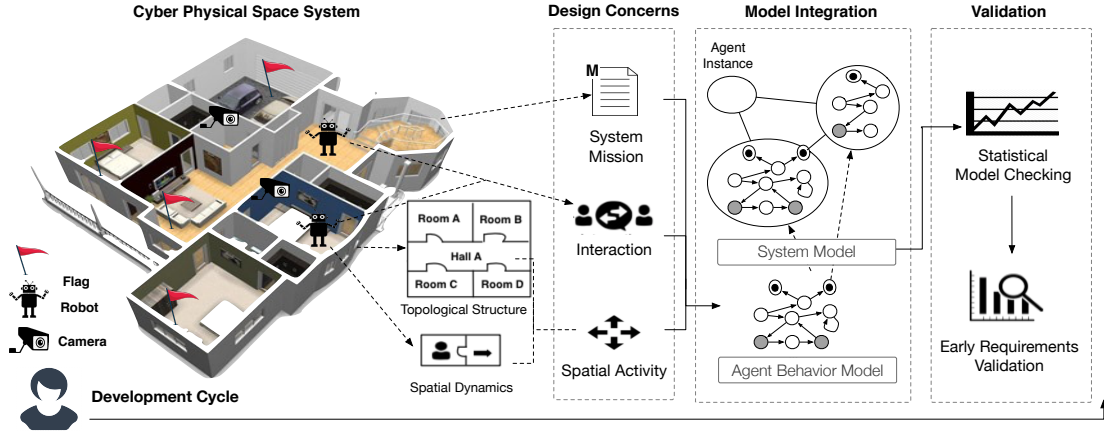 Cyber Physical Space System
Design Concerns
Model Integration
Validation
Agent
Instance
M
System
Mission
Statistical
Model Checking
Room A
Room B
Hall A
Room C
Room D
Topological Structure
Interaction
System Model
Flag
Robot
Camera
Spatial Dynamics
Spatial Activity
Agent Behavior Model
Early Requirements
Validation
Development Cycle